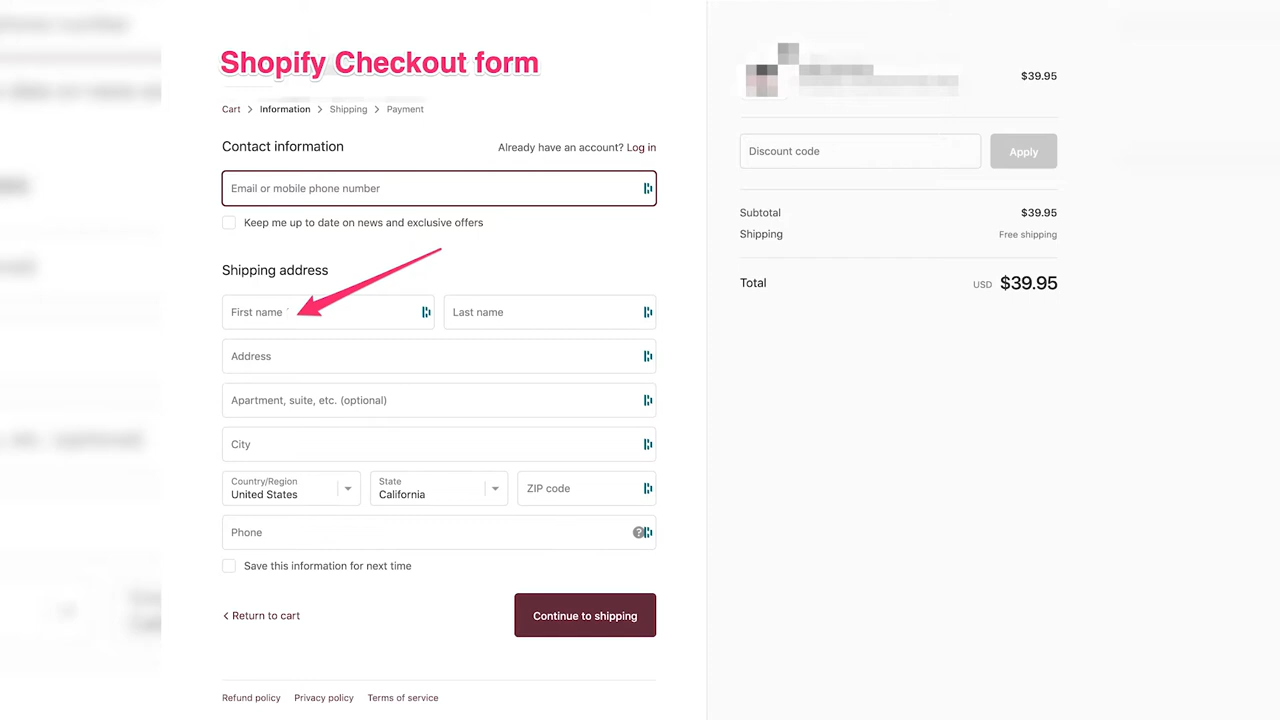 Shopify Checkout form
Cart > Information > Shipping > Payment
Contact information
Already have an account? Log in
Email or mobile phone number
Keep me up to date on news and exclusive offers
Shipping address
First name
Last name
Address
Apartment, suite, etc. (optional)
City
Country/Region
United States
State
California
ZIP code
Phone
?
Save this information for next time
< Return to cart
Continue to shipping
Refund policy Privacy policy Terms of service
$39.95
Discount code
Apply
Subtotal $39.95
Shipping Free shipping
Total USD $39.95